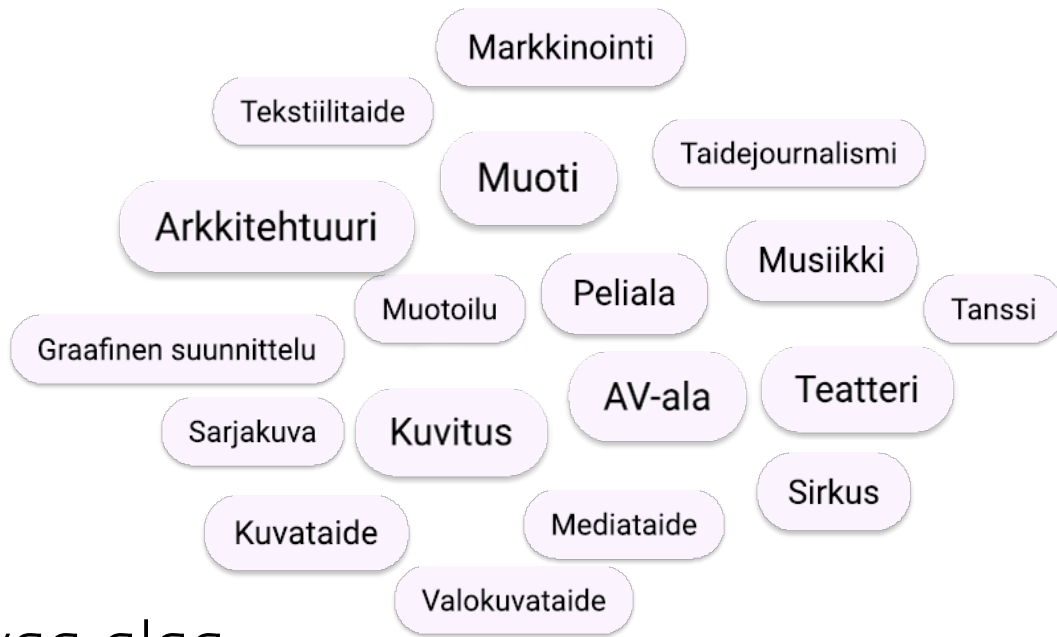 Markkinointi
Tekstiilitaide
Taidejournalismi
Muoti
Arkkitehtuuri
Musiikki
Peliala
Muotoilu
Tanssi
Graafinen suunnittelu
AV-ala
Teatteri
Sarjakuva
Kuvitus
Sirkus
Kuvataide
Mediataide
Valokuvataide